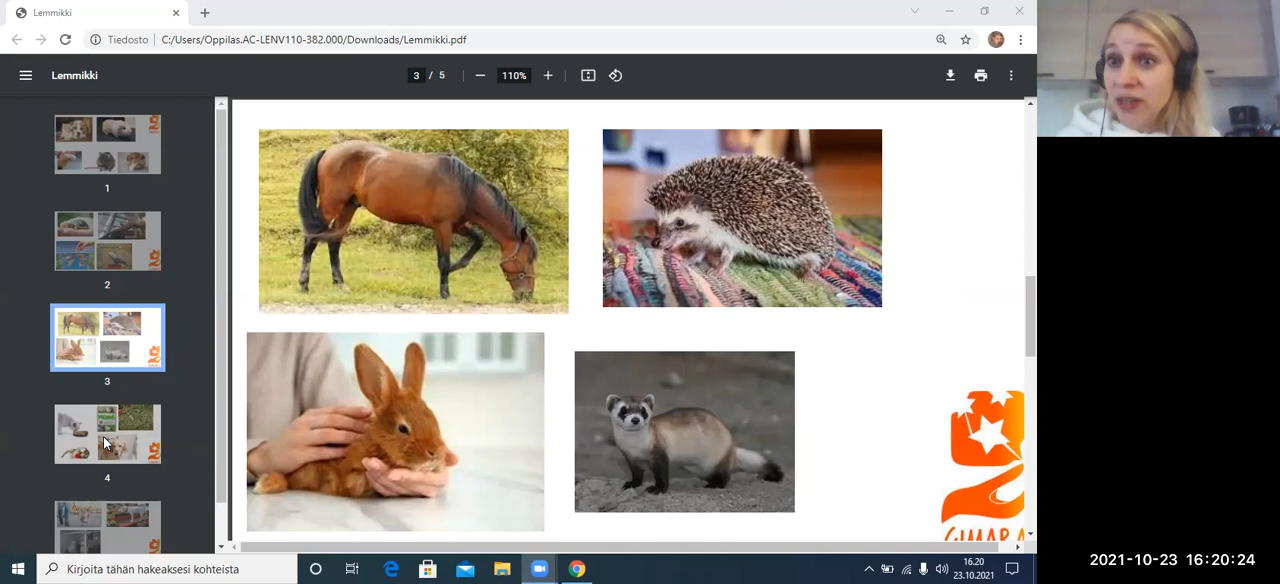 Lemmikki
Tiedosto
C:/Users/Oppilas.AC-LENV110-382.000/Downloads/Lemmikki.pdf
Lemmikki
3 / 5
110%
1
2
3
4
Kirjoita tähän hakeaksesi kohteista
16.20
23.10.2021
2021-10-23 16:20:24